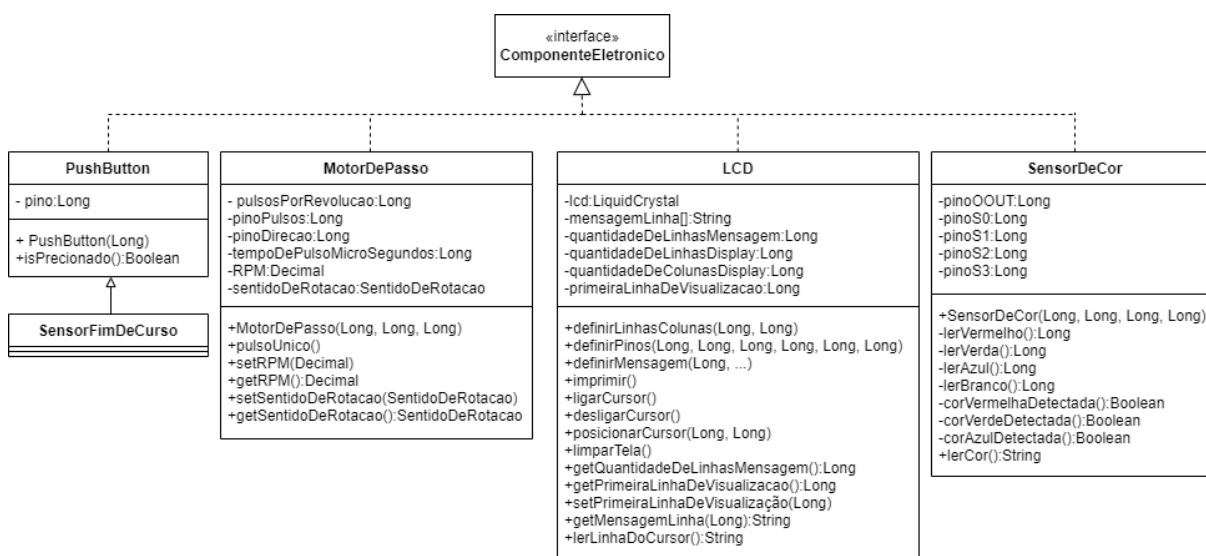 «interface»
ComponenteEletronico
PushButton
- pino:Long
+ PushButton(Long)
+isPrecionado():Boolean
SensorFimDeCurso
MotorDePasso
- pulsosPorRevolucao:Long
-pinoPulsos:Long
-pinoDirecao:Long
-tempoDePulsoMicroSegundos:Long
-RPM:Decimal
-sentidoDeRotacao:SentidoDeRotacao
+MotorDePasso(Long, Long, Long)
+pulsoUnico()
+setRPM(Decimal)
+getRPM():Decimal
+setSentidoDeRotacao(SentidoDeRotacao)
+getSentidoDeRotacao():SentidoDeRotacao
LCD
-lcd:LiquidCrystal
-mensagemLinha[]:String
-quantidadeDeLinhasMensagem:Long
-quantidadeDeLinhasDisplay:Long
-quantidadeDeColunasDisplay:Long
-primeiraLinhaDeVisualizacao:Long
+definirLinhasColunas(Long, Long)
+definirPinos(Long, Long, Long, Long, Long, Long)
+definirMensagem(Long, ...)
+imprimir()
+ligarCursor()
+desligarCursor()
+posicionarCursor(Long, Long)
+limparTela()
+getQuantidadeDeLinhasMensagem():Long
+getPrimeiraLinhaDeVisualizacao():Long
+setPrimeiraLinhaDeVisualização(Long)
+getMensagemLinha(Long):String
+lerLinhaDoCursor():String
SensorDeCor
-pinoOOUT:Long
-pinoS0:Long
-pinoS1:Long
-pinoS2:Long
-pinoS3:Long
+SensorDeCor(Long, Long, Long, Long)
-lerVermelho():Long
-lerVerda():Long
-lerAzul():Long
-lerBranco():Long
-corVermelhaDetectada():Boolean
-corVerdeDetectada():Boolean
-corAzulDetectada():Boolean
+lerCor():String